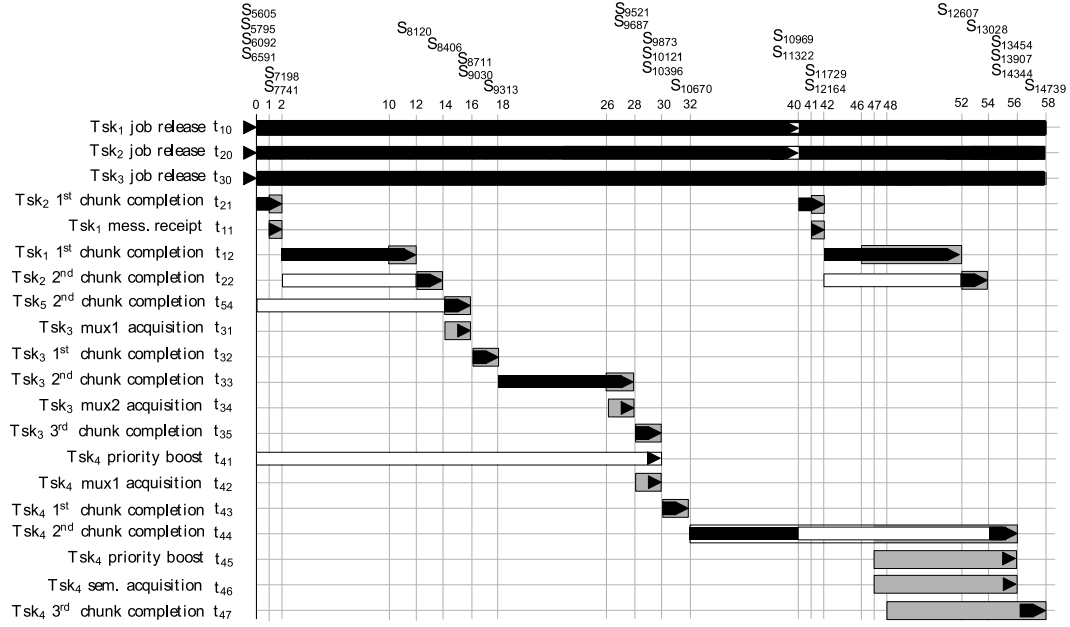 S5605
S5795
S6092
S6591
S7198
S7741
S8120
S8406
S8711
S9030
S9313
S9521
S9687
S9873
S10121
S10396
S10670
S10969
S11322
S11729
S12164
S12607
S13028
S13454
S13907
S14344
S14739
0 1 2 10 12 14 16 18 26 28 30 32 40 41 42 46 47 48 52 54 56 58
Tsk1 job release t10
Tsk2 job release t20
Tsk3 job release t30
Tsk2 1st chunk completion t21
Tsk1 mess. receipt t11
Tsk1 1st chunk completion t12
Tsk2 2nd chunk completion t22
Tsk5 2nd chunk completion t54
Tsk3 mux1 acquisition t31
Tsk3 1st chunk completion t32
Tsk3 2nd chunk completion t33
Tsk3 mux2 acquisition t34
Tsk3 3rd chunk completion t35
Tsk4 priority boost t41
Tsk4 mux1 acquisition t42
Tsk4 1st chunk completion t43
Tsk4 2nd chunk completion t44
Tsk4 priority boost t45
Tsk4 sem. acquisition t46
Tsk4 3rd chunk completion t47